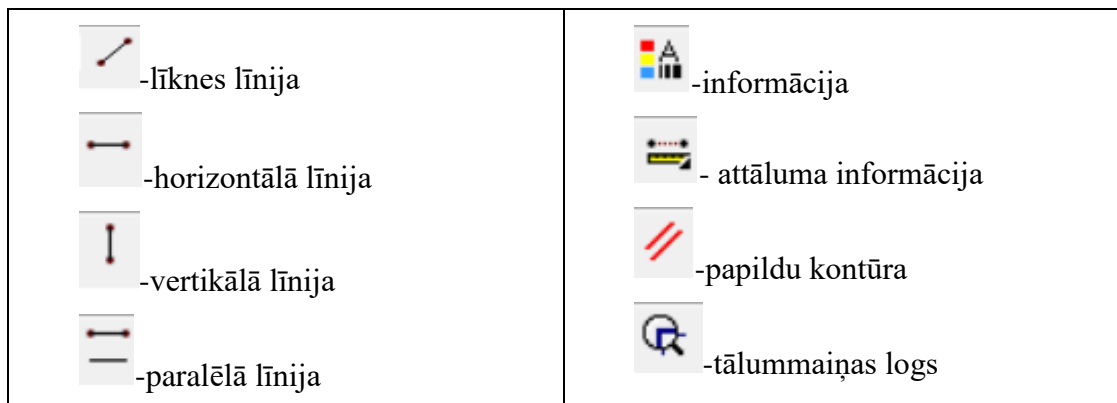 -līknes līnija
-horizontālā līnija
-vertikālā līnija
-paralēlā līnija
-informācija
- attāluma informācija
-papildu kontūra
-tālummaiņas logs